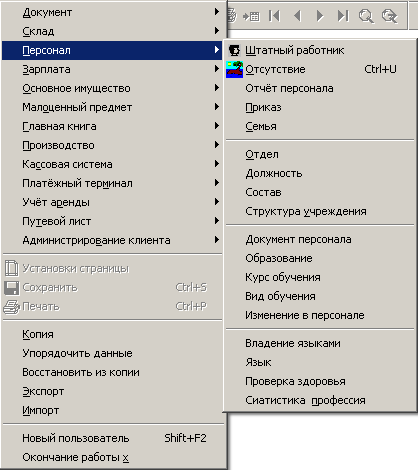 Документ
Склад
Персонал
Зарплата
Основное имущество
Малоценный предмет
Главная книга
Производство
Кассовая система
Платёжный терминал
Учёт аренды
Путевой лист
Администрирование клиента
Установки страницы
Сохранить Ctrl+S
Печать Ctrl+P
Копия
Упорядочить данные
Восстановить из копии
Экспорт
Импорт
Новый пользователь Shift+F2
Окончание работы x
Штатный работник
Отсутствие Ctrl+U
Отчёт персонала
Приказ
Семья
Отдел
Должность
Состав
Структура учреждения
Документ персонала
Образование
Курс обучения
Вид обучения
Изменение в персонале
Владение языками
Язык
Проверка здоровья
Сиатистика профессия